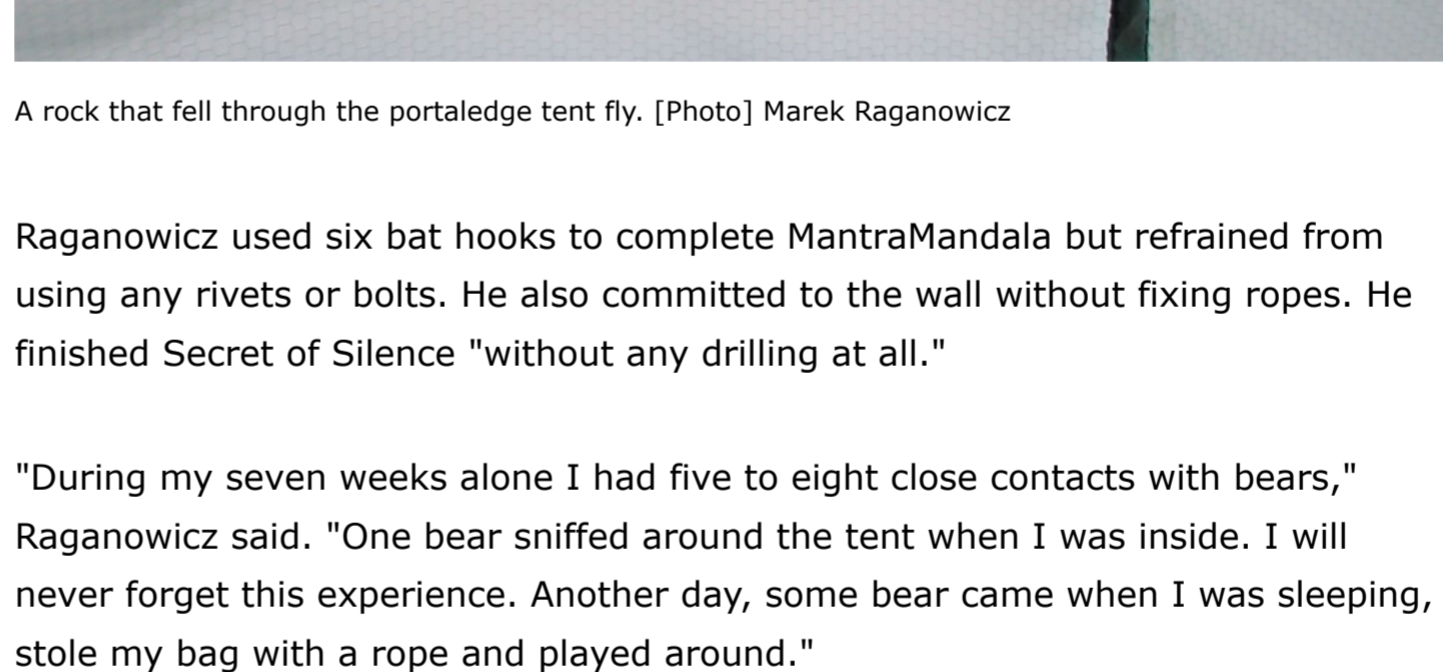 A rock that fell through the portaledge tent fly. [Photo] Marek Raganowicz
Raganowicz used six bat hooks to complete MantraMandala but refrained from
using any rivets or bolts. He also committed to the wall without fixing ropes. He
finished Secret of Silence "without any drilling at all."
"During my seven weeks alone I had five to eight close contacts with bears,"
Raganowicz said. "One bear sniffed around the tent when I was inside. I will
never forget this experience. Another day, some bear came when I was sleeping,
stole my bag with a rope and played around."